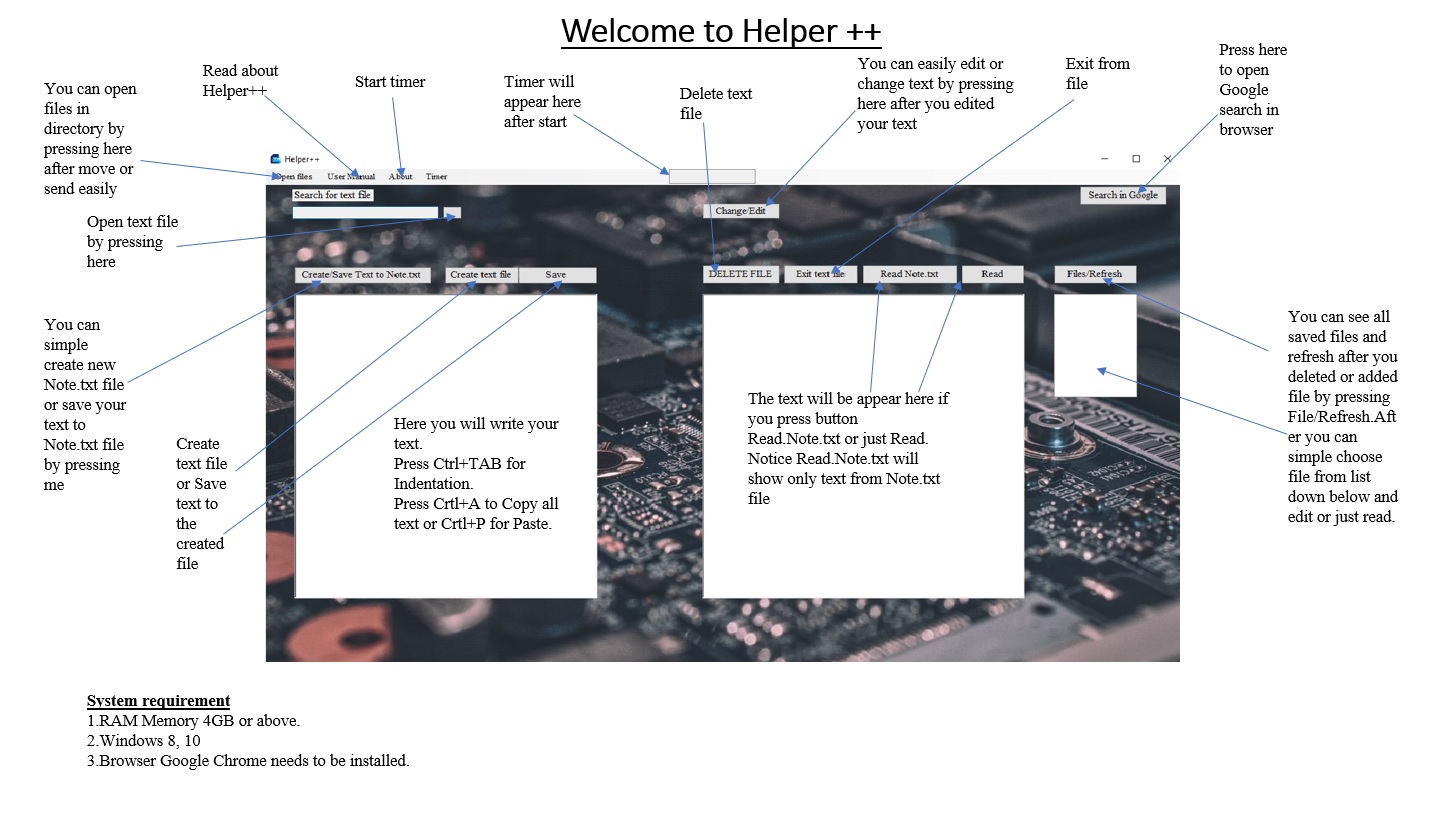 Welcome to Helper ++
You can open
files in
directory by
pressing here
after move or
send easily
Read about
Helper++
Start timer
Timer will
appear here
after start
Delete text
file
You can easily edit or
change text by pressing
here after you edited
your text
Exit from
file
Press here
to open
Google
search in
browser
Helper++
Open files User Manual About Timer
Search for text file
Search in Google
Change/Edit
Open text file
by pressing
here
Create/Save Text to Note.txt Create text file Save
DELETE FILE Exit text file Read Note.txt Read Files/Refresh
You can
simple
create new
Note.txt file
or save your
text to
Note.txt file
by pressing
me
Create
text file
or Save
text to
the
created
file
Here you will write your
text.
Press Ctrl+TAB for
Indentation.
Press Crtl+A to Copy all
text or Crtl+P for Paste.
The text will be appear here if
you press button
Read.Note.txt or just Read.
Notice Read.Note.txt will
show only text from Note.txt
file
You can see all
saved files and
refresh after you
deleted or added
file by pressing
File/Refresh.Aft
er you can
simple choose
file from list
down below and
edit or just read.
System requirement
1.RAM Memory 4GB or above.
2.Windows 8, 10
3.Browser Google Chrome needs to be installed.